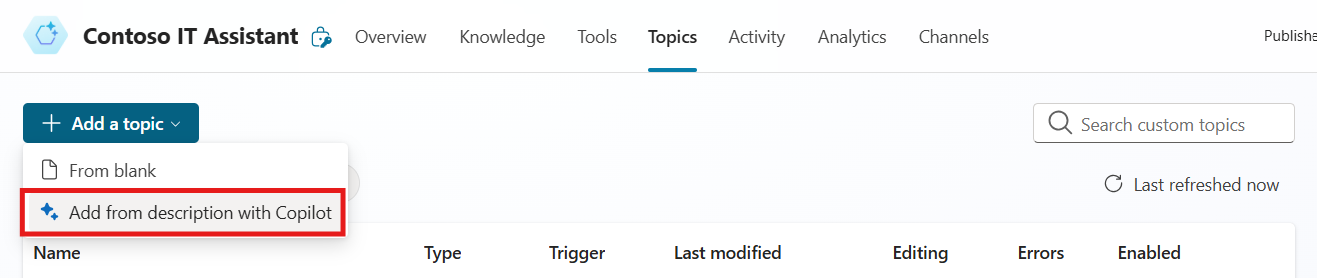 Contoso IT Assistant Overview Knowledge Tools Topics Activity Analytics Channels Publishe
Add a topic
Search custom topics
From blank
Last refreshed now
Add from description with Copilot
Name Type Trigger Last modified Editing Errors Enabled